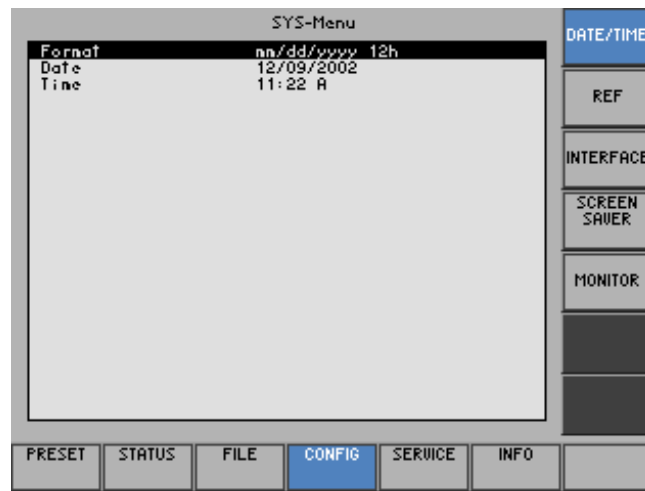 SYS-Menu
Format mm/dd/yyyy 12h
Date 12/09/2002
Time 11:22 A
DATE/TIME
REF
INTERFACE
SCREEN
SAVER
MONITOR
PRESET STATUS FILE CONFIG SERVICE INFO